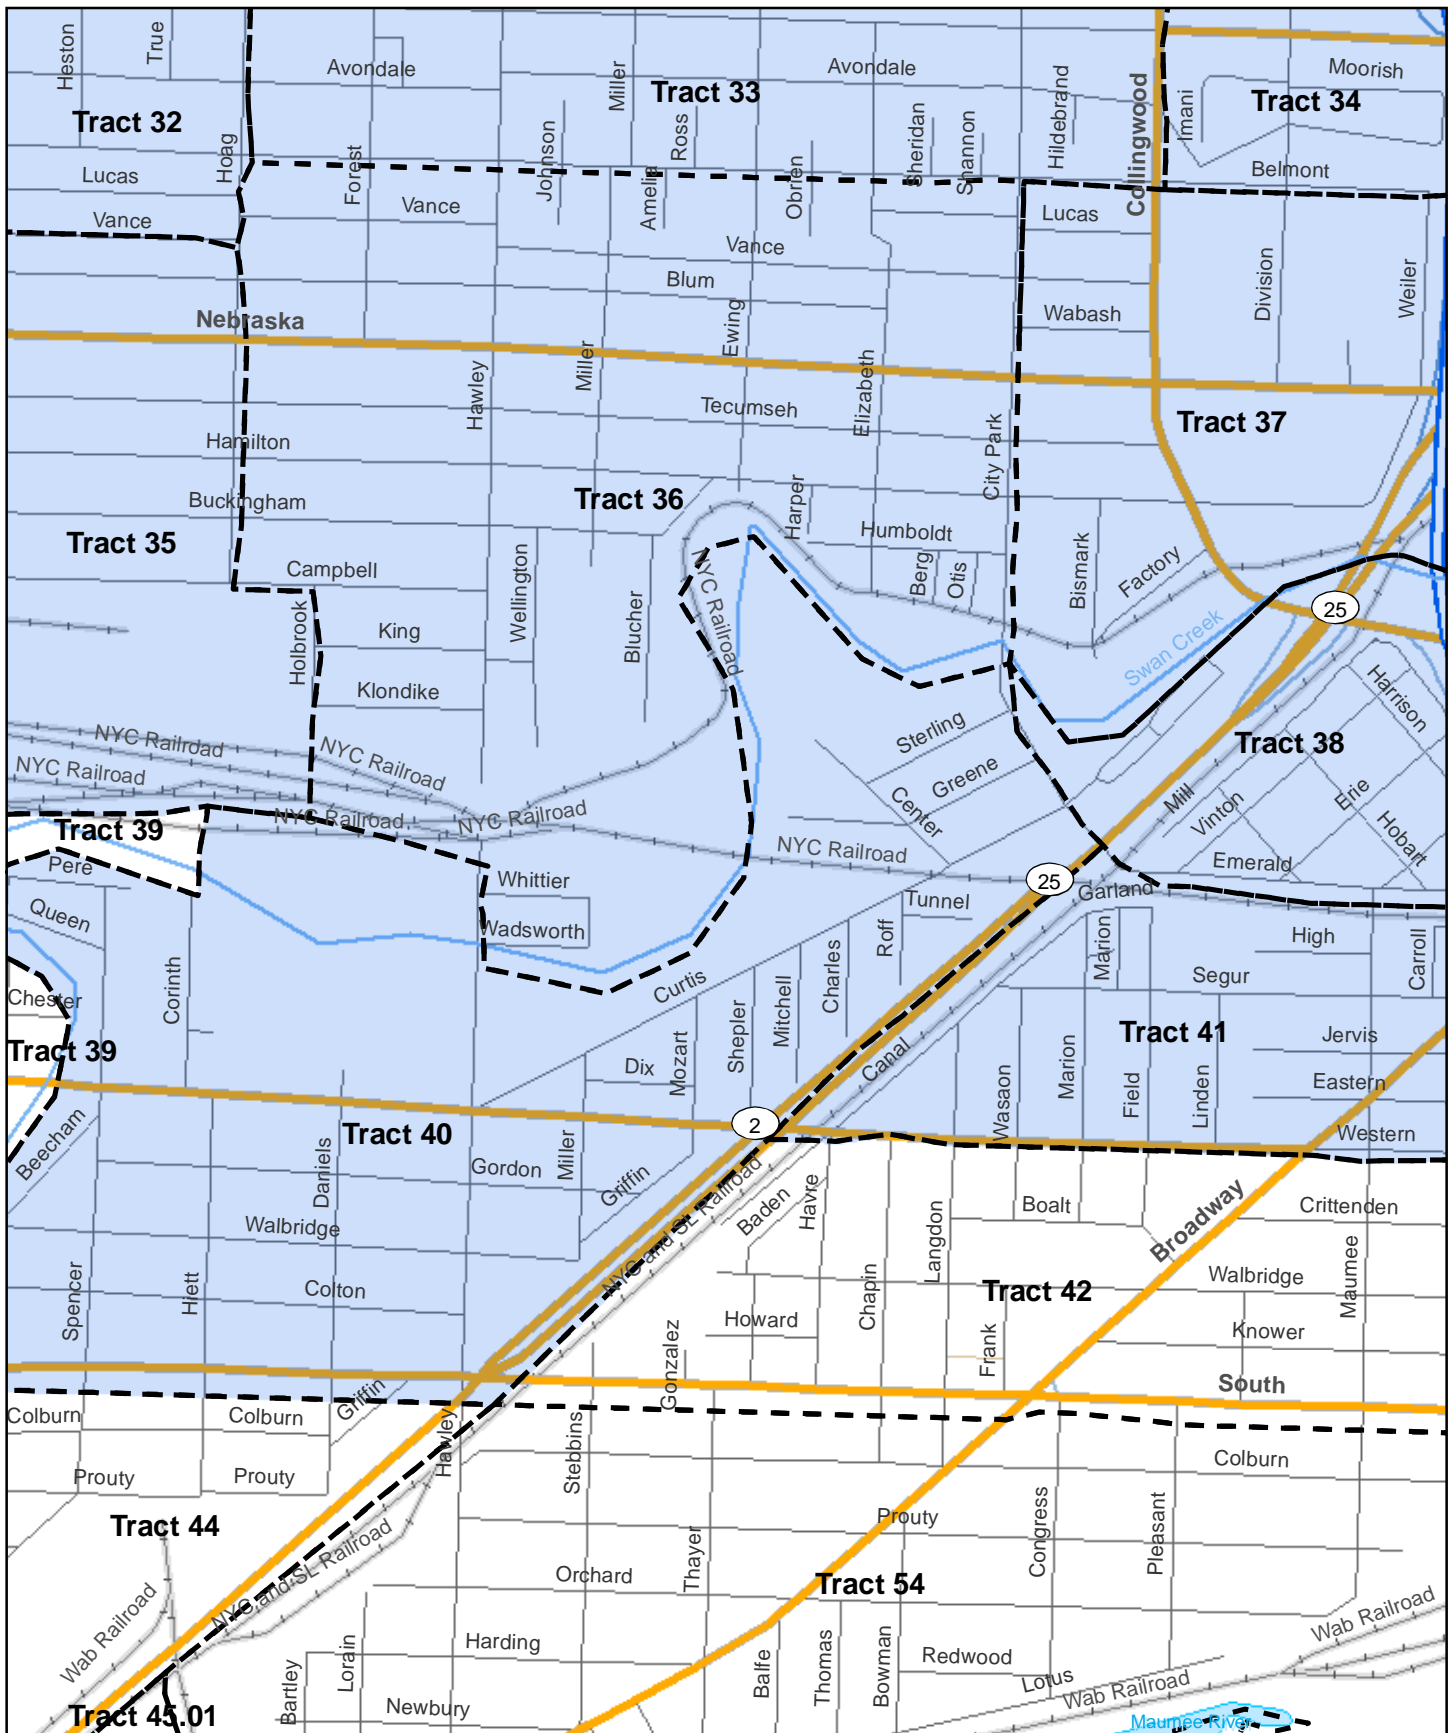 Heston
True
Avondale
Miller
Tract 33
Avondale
Hildebrand
Collingwood
Imani
Moorish
Tract 34
Tract 32
Hoag
Forest
Johnson
Ross
Amelia
Obrien
Sheridan
Shannon
Belmont
Lucas
Vance
Vance
Lucas
Vance
Blum
Division
Weiler
Nebraska
Ewing
Wabash
Miller
Hawley
Elizabeth
Tecumseh
City Park
Tract 37
Hamilton
Buckingham
Tract 36
Harper
Humboldt
Tract 35
Campbell
Wellington
Blucher
NYC Railroad
Berg
Otis
Bismark
Factory
25
Holbrook
King
Klondike
Swan Creek
Harrison
NYC Railroad
NYC Railroad
NYC Railroad
Sterling
Greene
Center
Tract 38
Mill
Vinton
Erie
Hobart
Emerald
Tract 39
NYC Railroad
NYC Railroad
NYC Railroad
25
Garland
Pere
Queen
Whittier
Wadsworth
Tunnel
Roff
Charles
Marion
High
Carroll
Segur
Corinth
Curtis
Chester
Tract 39
Mozart
Shepler
Mitchell
Dix
Canal
Wasaon
Marion
Tract 41
Field
Linden
Jervis
Eastern
Western
Beecham
Tract 40
2
Daniels
Gordon
Miller
Griffin
NYC and SL Railroad
Baden
Havre
Langdon
Boalt
Broadway
Crittenden
Walbridge
Spencer
Hiett
Colton
Chapin
Tract 42
Walbridge
Maumee
Howard
Gonzalez
Frank
Knower
South
Colburn
Colburn
Griffin
Hawley
Stebbins
Colburn
Prouty
Prouty
Congress
Pleasant
Prouty
Tract 44
NYC and SL Railroad
Thayer
Orchard
Tract 54
Wab Railroad
Wab Railroad
Harding
Lorain
Bartley
Newbury
Balfe
Thomas
Bowman
Redwood
Lotus
Wab Railroad
Tract 45.01
Maumee River